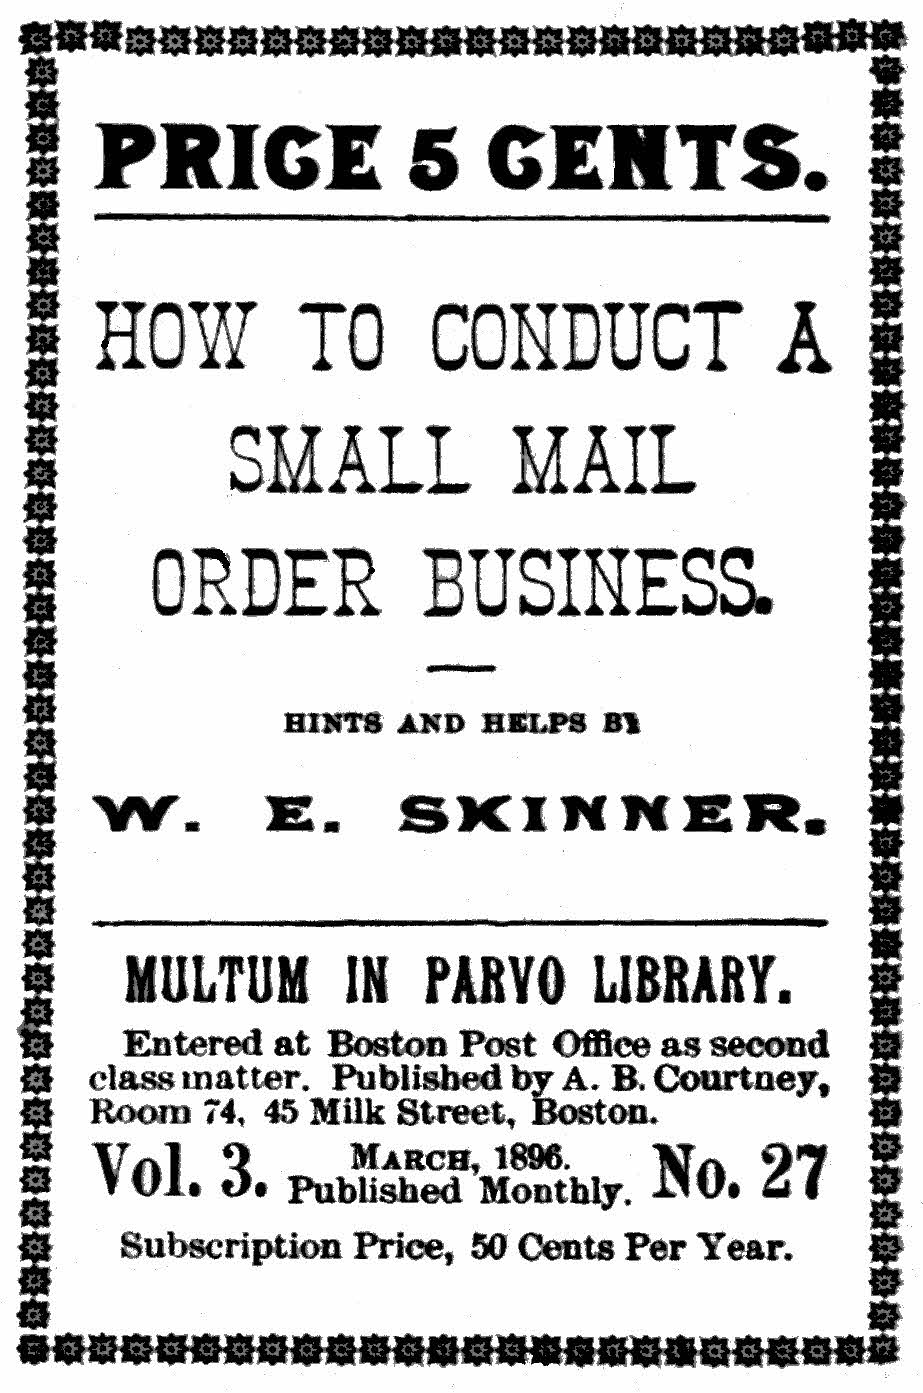 PRICE 5 CENTS.
HOW TO CONDUCT A
SMALL MAIL
ORDER BUSINESS.
HINTS AND HELPS BY
W. E. SKINNER.
MULTUM IN PARVO LIBRARY.
Entered at Boston Post Office as second
class matter. Published by A. B. Courtney,
Room 74, 45 Milk Street, Boston.
Vol. 3. MARCH, 1896. No. 27
Published Monthly.
Subscription Price, 50 Cents Per Year.